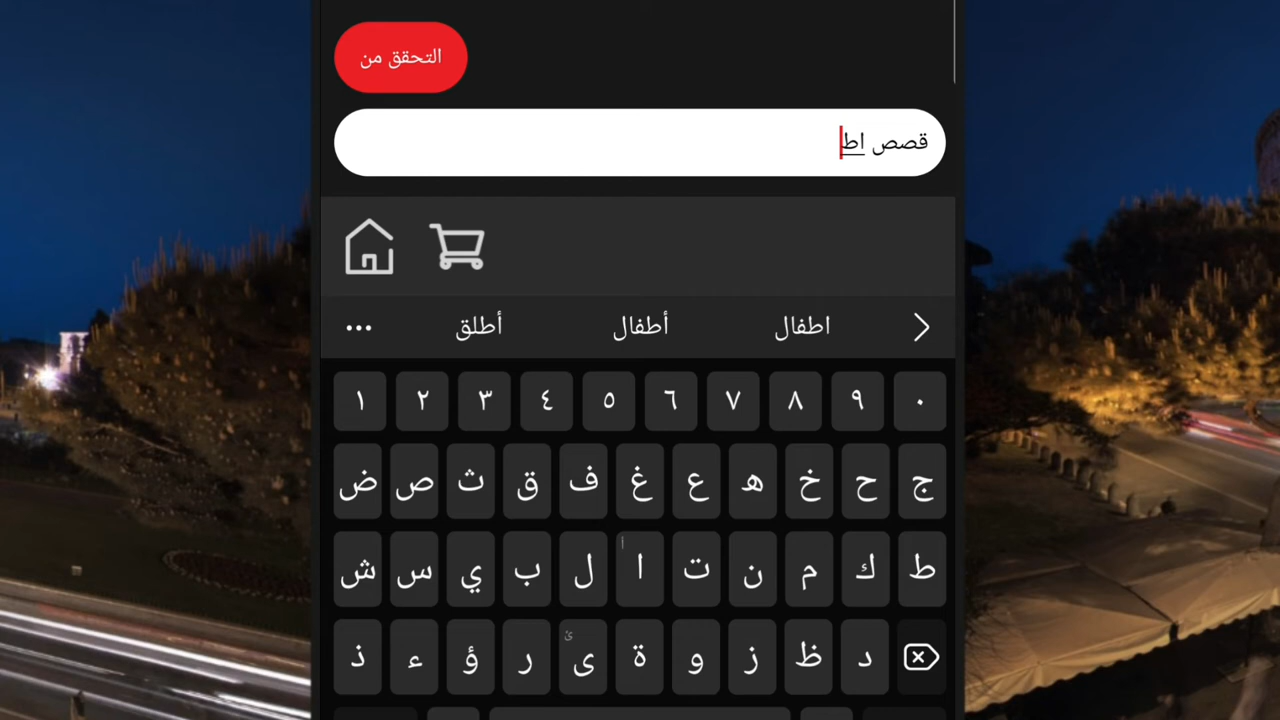 التحقق من
قصص اط
اطفال أطفال أطلق ...
١ ٢ ٣ ٤ ٥ ٦ ٧ ٨ ٩ ٠
ض ص ث ق ف غ ع ه خ ح ج
ش س ي ب ل ا أ ت ن م ك ط
ذ ء ؤ ر ى ئ ة و ز ظ د